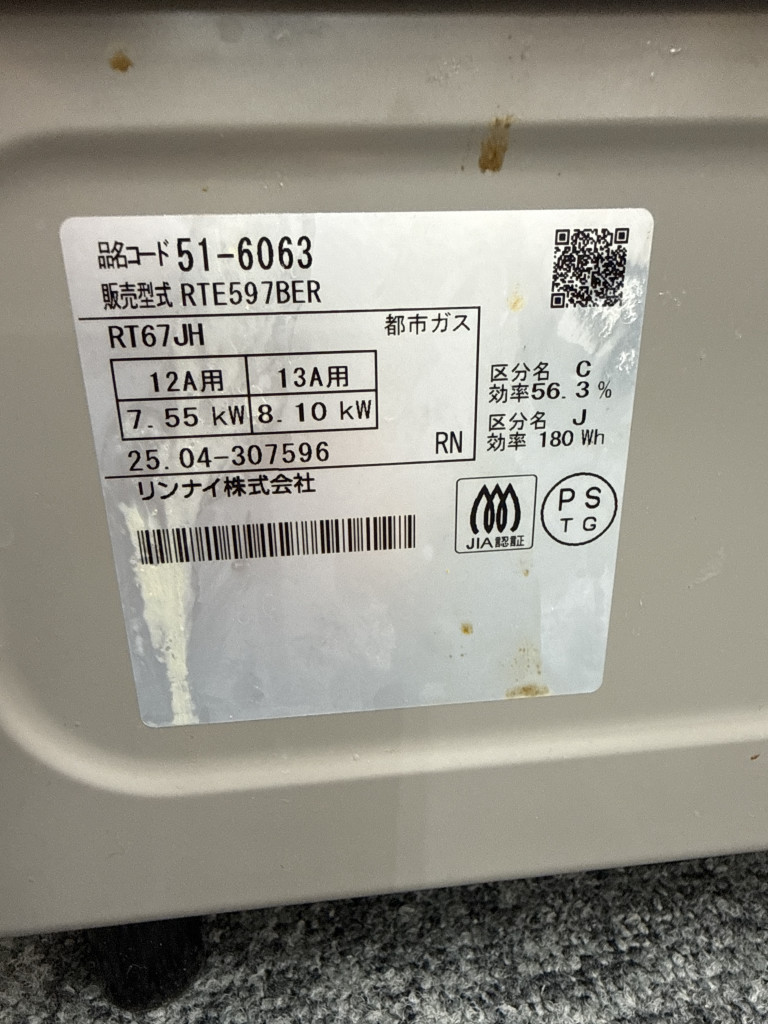 品名コード 51-6063
販売型式 RTE597BER
RT67JH 都市ガス
12A用 13A用
7.55 kW 8.10 kW
25.04-307596 RN
区分名 C
効率56.3 %
区分名 J
効率 180 Wh
リンナイ株式会社
JIA認証
PS
TG